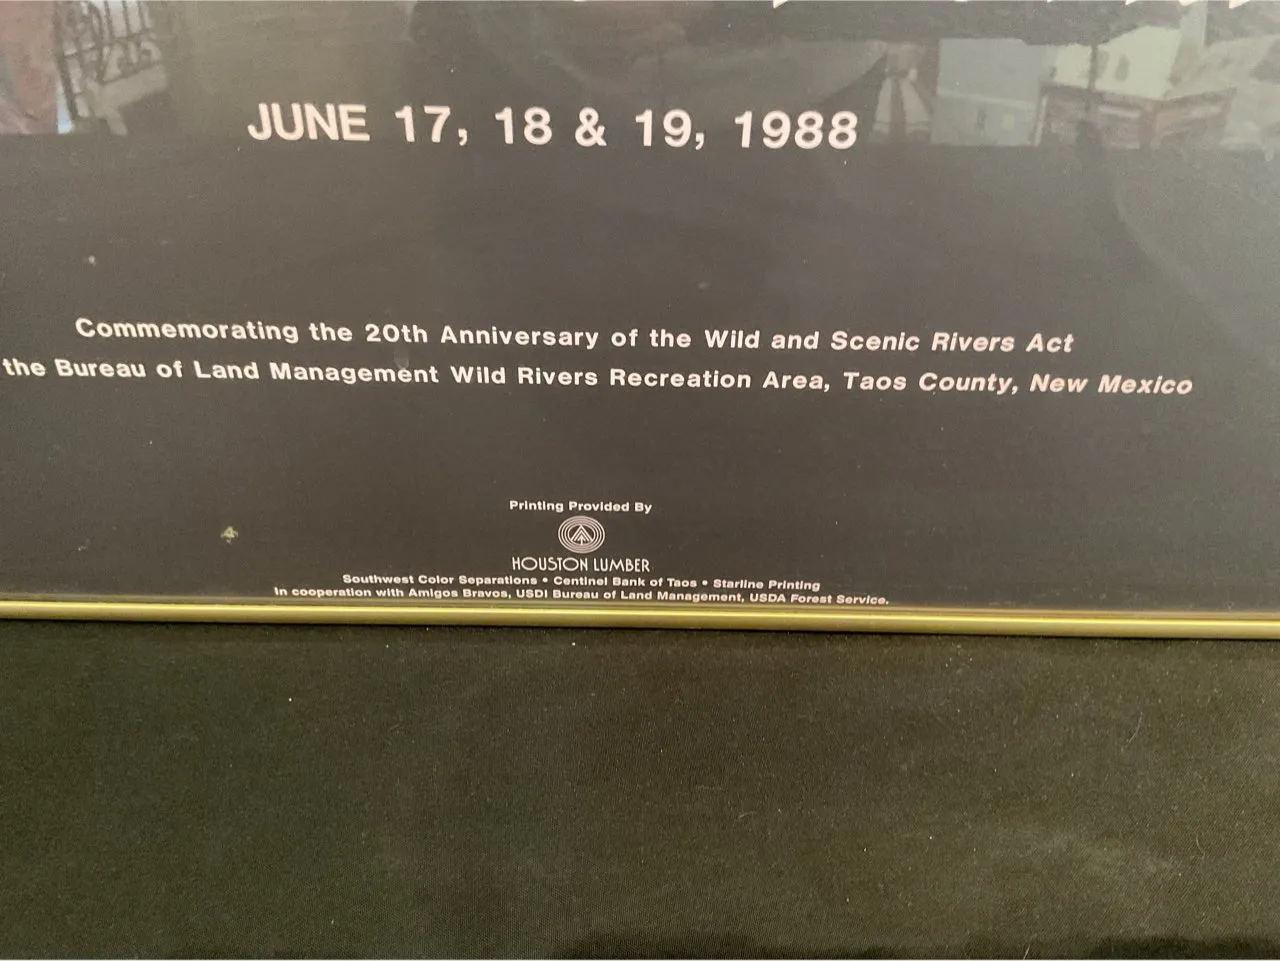 JUNE 17, 18 & 19, 1988
Commemorating the 20th Anniversary of the Wild and Scenic Rivers Act
the Bureau of Land Management Wild Rivers Recreation Area, Taos County, New Mexico
Printing Provided By
HOUSTON LUMBER
Southwest Color Separations • Centinel Bank of Taos • Starline Printing
In cooperation with Amigos Bravos, USDI Bureau of Land Management, USDA Forest Service.